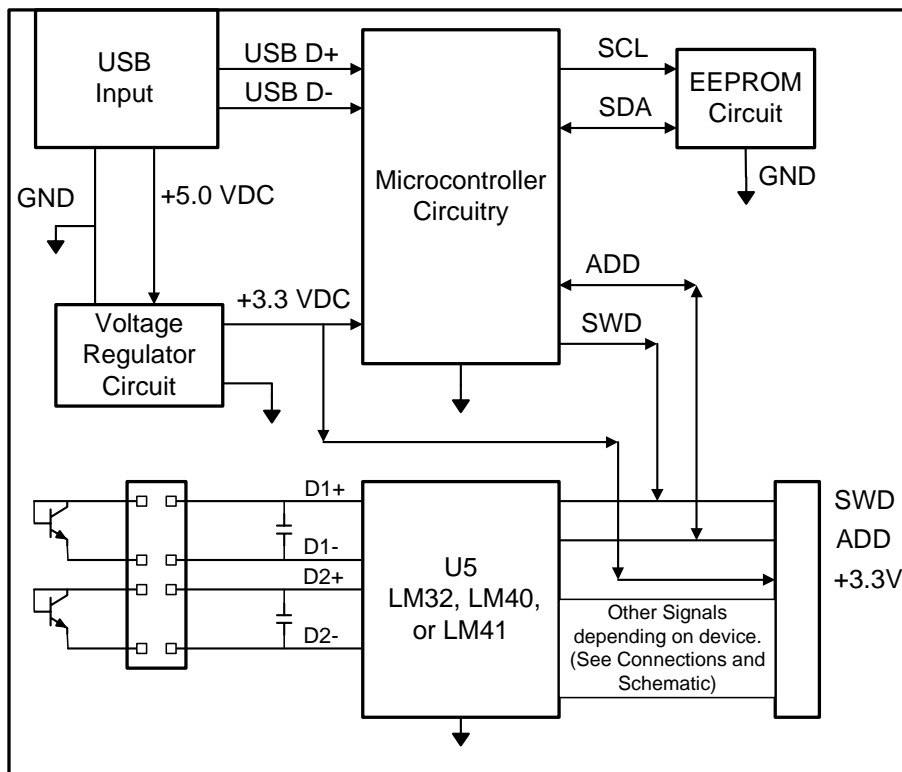 USB
Input
USB D+
USB D-
Microcontroller
Circuitry
SCL
SDA
EEPROM
Circuit
GND
GND
+5.0 VDC
+3.3 VDC
Voltage
Regulator
Circuit
ADD
SWD
D1+
D1-
D2+
D2-
U5
LM32, LM40,
or LM41
SWD
ADD
+3.3V
Other Signals
depending on device.
(See Connections and
Schematic)